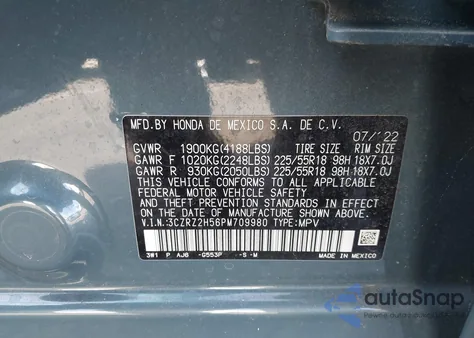 MFD.BY HONDA DE MEXICO S.A. DE C.V.
07/'22
GVWR 1900KG(4188LBS) TIRE SIZE RIM SIZE
GAWR F 1020KG(2248LBS) 225/55R18 98H 18X7.0J
GAWR R 930KG(2050LBS) 225/55R18 98H 18X7.0J
THIS VEHICLE CONFORMS TO ALL APPLICABLE
FEDERAL MOTOR VEHICLE SAFETY
AND THEFT PREVENTION STANDARDS IN EFFECT
ON THE DATE OF MANUFACTURE SHOWN ABOVE.
V.I.N.:3CZRZ2H56PM709980 TYPE:MPV
3W1 P AJ6 -G553P -S-M MADE IN MEXICO
autoSnap